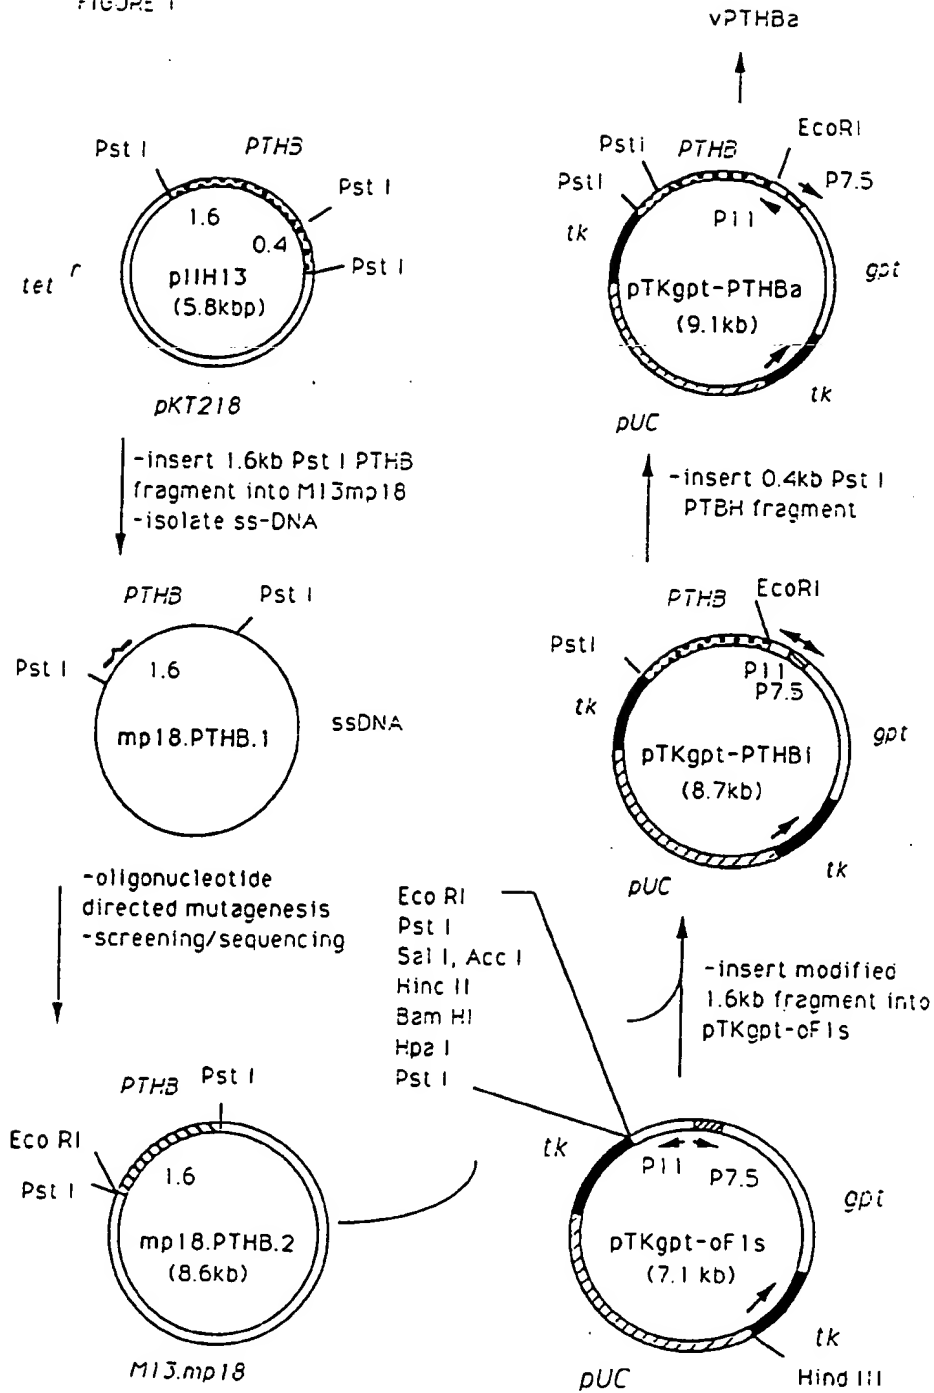 FIGURE 1
Pst I
PTHB
Pst I
1.6
0.4
Pst I
tet r
pIIH13
(5.8kbp)
pKT218
-insert 1.6kb Pst I PTHB
fragment into M13mp18
-isolate ss-DNA
PTHB
Pst I
Pst I
1.6
mp18.PTHB.1
ssDNA
-oligonucleotide
directed mutagenesis
-screening/sequencing
PTHB
Pst I
Eco RI
Pst I
1.6
mp18.PTHB.2
(8.6kb)
M13.mp18
Eco RI
Pst I
Sal I, Acc I
Hinc II
Bam HI
Hpa I
Pst I
tk
P11
P7.5
gpt
pTKgpt-oF1s
(7.1 kb)
tk
pUC
Hind III
-insert modified
1.6kb fragment into
pTKgpt-oF1s
PTHB
EcoRI
PstI
P11
P7.5
tk
gpt
pTKgpt-PTHBi
(8.7kb)
tk
pUC
-insert 0.4kb Pst I
PTBH fragment
vPTHBa
EcoRI
PstI
PTHB
P7.5
PstI
P11
tk
gpt
pTKgpt-PTHBa
(9.1kb)
tk
pUC